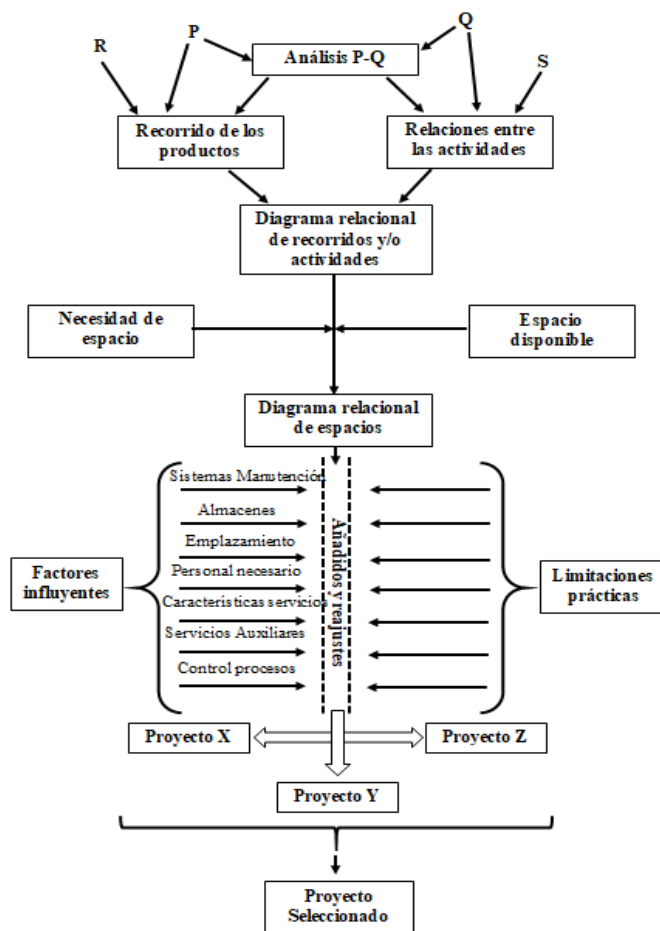 P
Q
R
Análisis P-Q
S
Recorrido de los
productos
Relaciones entre
las actividades
Diagrama relacional
de recorridos y/o
actividades
Necesidad de
espacio
Espacio
disponible
Diagrama relacional
de espacios
Sistemas Manutención
Almacenes
Emplazamiento
Personal necesario
Características servicios
Servicios Auxiliares
Control procesos
Añadidos y reajustes
Factores
influyentes
Limitaciones
prácticas
Proyecto X
Proyecto Z
Proyecto Y
Proyecto
Seleccionado